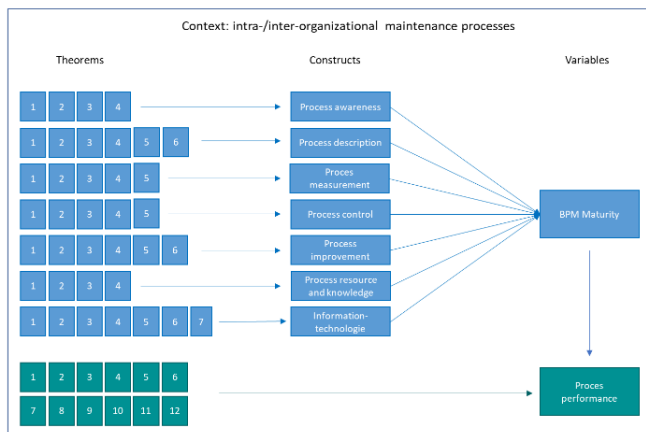 Context: intra-/inter-organizational maintenance processes
Theorems Constructs Variables
1 2 3 4 Process awareness
1 2 3 4 5 6 Process description
1 2 3 4 5 Proces
measurement
1 2 3 4 5 Process control
BPM Maturity
1 2 3 4 5 6 Process
improvement
1 2 3 4 Process resource
and knowledge
1 2 3 4 5 6 7 Information-
technologie
1 2 3 4 5 6
7 8 9 10 11 12
Proces
performance